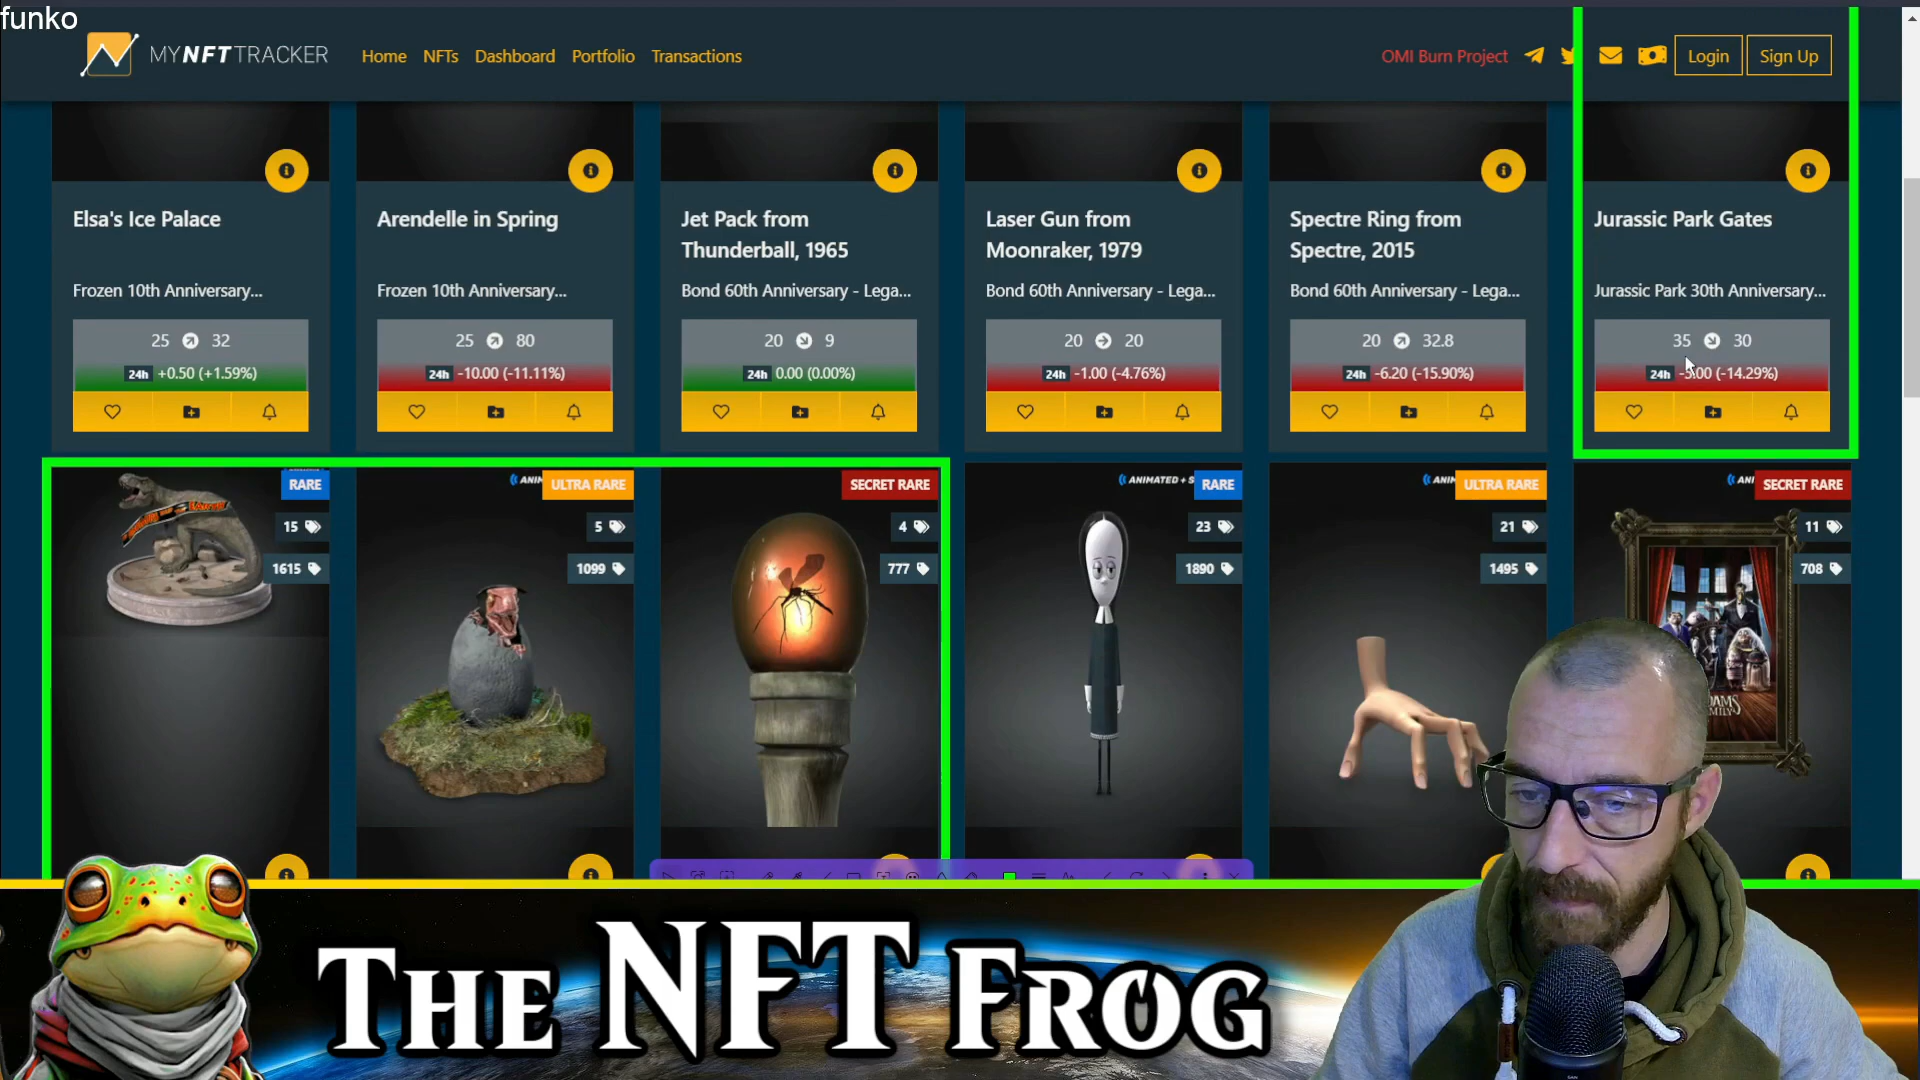 funko
MYNFTTRACKER Home NFTs Dashboard Portfolio Transactions OMI Burn Project Login Sign Up
Elsa's Ice Palace
Frozen 10th Anniversary...
25 32
24h +0.50 (+1.59%)
Arendelle in Spring
Frozen 10th Anniversary...
25 80
24h -10.00 (-11.11%)
Jet Pack from
Thunderball, 1965
Bond 60th Anniversary - Lega...
20 9
24h 0.00 (0.00%)
Laser Gun from
Moonraker, 1979
Bond 60th Anniversary - Lega...
20 20
24h -1.00 (-4.76%)
Spectre Ring from
Spectre, 2015
Bond 60th Anniversary - Lega...
20 32.8
24h -6.20 (-15.90%)
Jurassic Park Gates
Jurassic Park 30th Anniversary...
35 30
24h -5.00 (-14.29%)
RARE
15
1615
ANIM ULTRA RARE
5
1099
SECRET RARE
4
777
ANIMATED + S RARE
23
1890
ANIM ULTRA RARE
21
1495
ANI SECRET RARE
11
708
THE NFT FROG